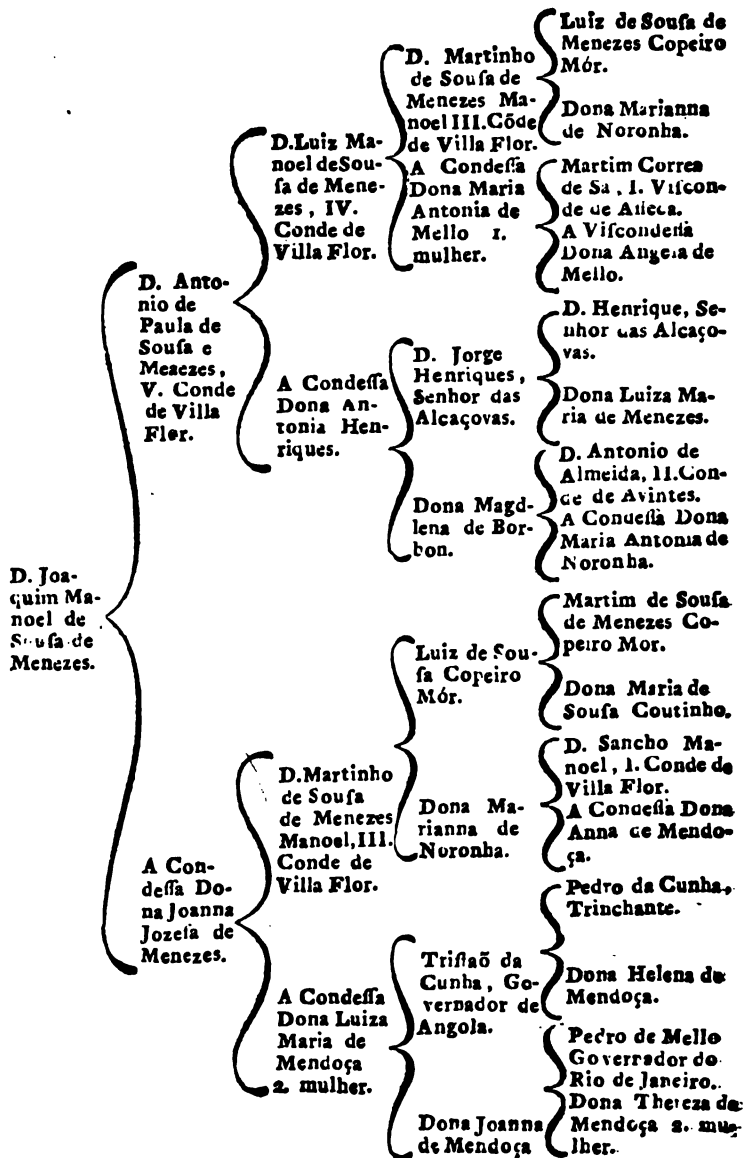 D. Joa-
quim Ma-
noel de
Sousa de
Menezes.
D. Anto-
nio de
Paula de
Souſa e
Menezes,
V. Conde
de Villa
Flor.
A Con-
deſſa Do-
na Joanna
Jozefa de
Menezes.
D.Luiz Ma-
noel de Sou-
ſa de Mene-
zes, IV.
Conde de
Villa Flor.
A Condeſſa
Dona An-
tonia Hen-
riques.
D.Martinho
de Souſa
de Menezes
Manoel, III.
Conde de
Villa Flor.
A Condeſſa
Dona Luiza
Maria de
Mendoça
2. mulher.
D. Martinho
de Souſa de
Menezes Ma-
noel III. Cõde
de Villa Flor.
A Condeſſa
Dona Maria
Antonia de
Mello 1.
mulher.
D. Jorge
Henriques,
Senhor das
Alcaçovas.
Dona Magd-
lena de Bor-
bon.
Luiz de Sou-
ſa Copeiro
Mór.
Dona Ma-
rianna de
Noronha.
Triſtaõ da
Cunha, Go-
vernador de
Angola.
Dona Joanna
de Mendoça
Luiz de Souſa de
Menezes Copeiro
Mór.
Dona Marianna
de Noronha.
Martim Correa
de Sa, I. Viſcon-
de de Aſſeca.
A Viſcondeſſa
Dona Angela de
Mello.
D. Henrique, Se-
nhor das Alcaço-
vas.
Dona Luiza Ma-
ria de Menezes.
D. Antonio de
Almeida, II. Con-
de de Avintes.
A Condeſſa Dona
Maria Antonia de
Noronha.
Martim de Souſa
de Menezes Co-
peiro Mor.
Dona Maria de
Souſa Coutinho.
D. Sancho Ma-
noel, I. Conde de
Villa Flor.
A Condeſſa Dona
Anna de Mendo-
ça.
Pedro da Cunha,
Trinchante.
Dona Helena de
Mendoça.
Pedro de Mello
Governador do
Rio de Janeiro.
Dona Thereza de
Mendoça 2. mu-
lher.